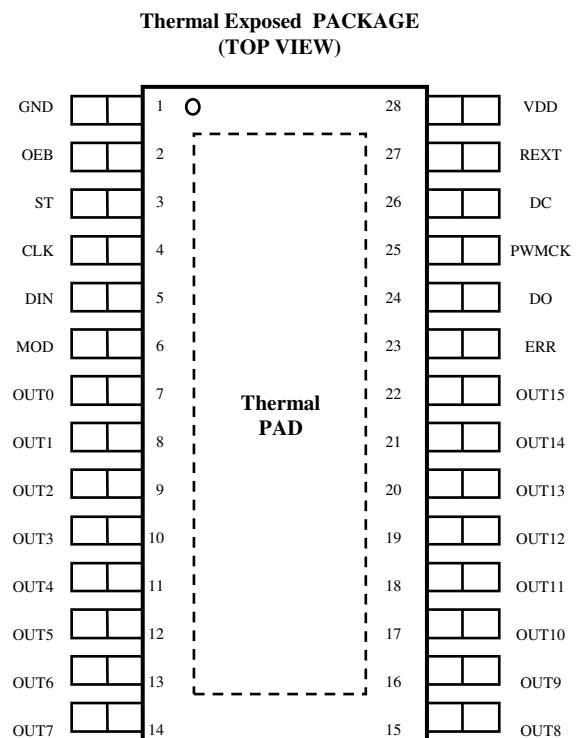 Thermal Exposed PACKAGE
(TOP VIEW)
GND 1 28 VDD
OEB 2 27 REXT
ST 3 26 DC
CLK 4 25 PWMCK
DIN 5 24 DO
MOD 6 23 ERR
OUT0 7 22 OUT15
Thermal
PAD
OUT1 8 21 OUT14
OUT2 9 20 OUT13
OUT3 10 19 OUT12
OUT4 11 18 OUT11
OUT5 12 17 OUT10
OUT6 13 16 OUT9
OUT7 14 15 OUT8